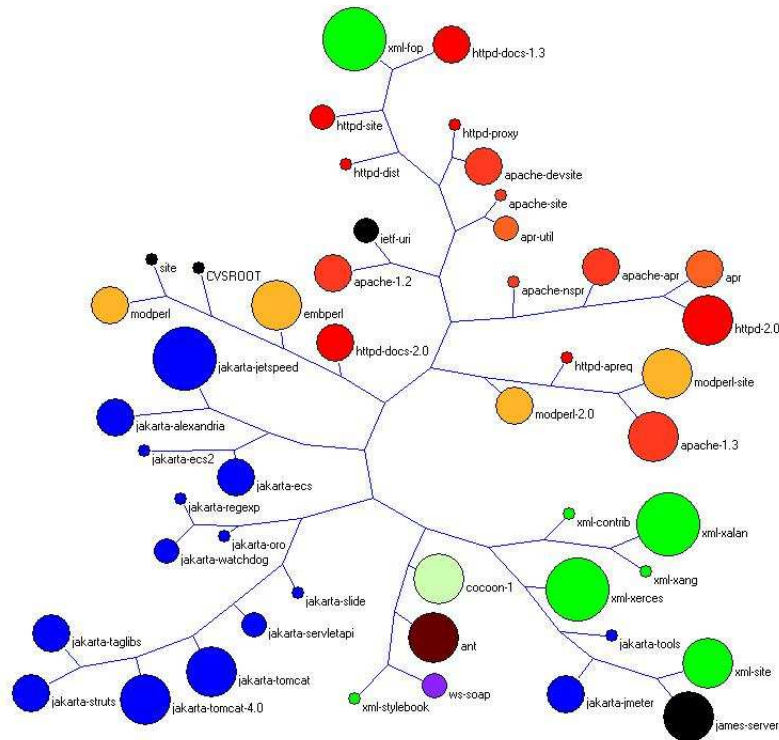 xml-fop
httpd-docs-1.3
httpd-site
httpd-proxy
httpd-dist
apache-devsite
apache-site
apr-util
ietf-uri
site
CVSROOT
apache-1.2
apache-nspr
apache-apr
apr
modperl
embperl
httpd-2.0
httpd-docs-2.0
jakarta-jetspeed
httpd-apreq
modperl-site
modperl-2.0
jakarta-alexandria
apache-1.3
jakarta-ecs2
jakarta-ecs
jakarta-regexp
xml-contrib
jakarta-oro
xml-xalan
jakarta-watchdog
xml-xang
cocoon-1
xml-xerces
jakarta-slide
jakarta-servletapi
jakarta-taglibs
ant
jakarta-tools
xml-site
jakarta-tomcat
ws-soap
jakarta-struts
jakarta-tomcat-4.0
xml-stylebook
jakarta-jmeter
james-server